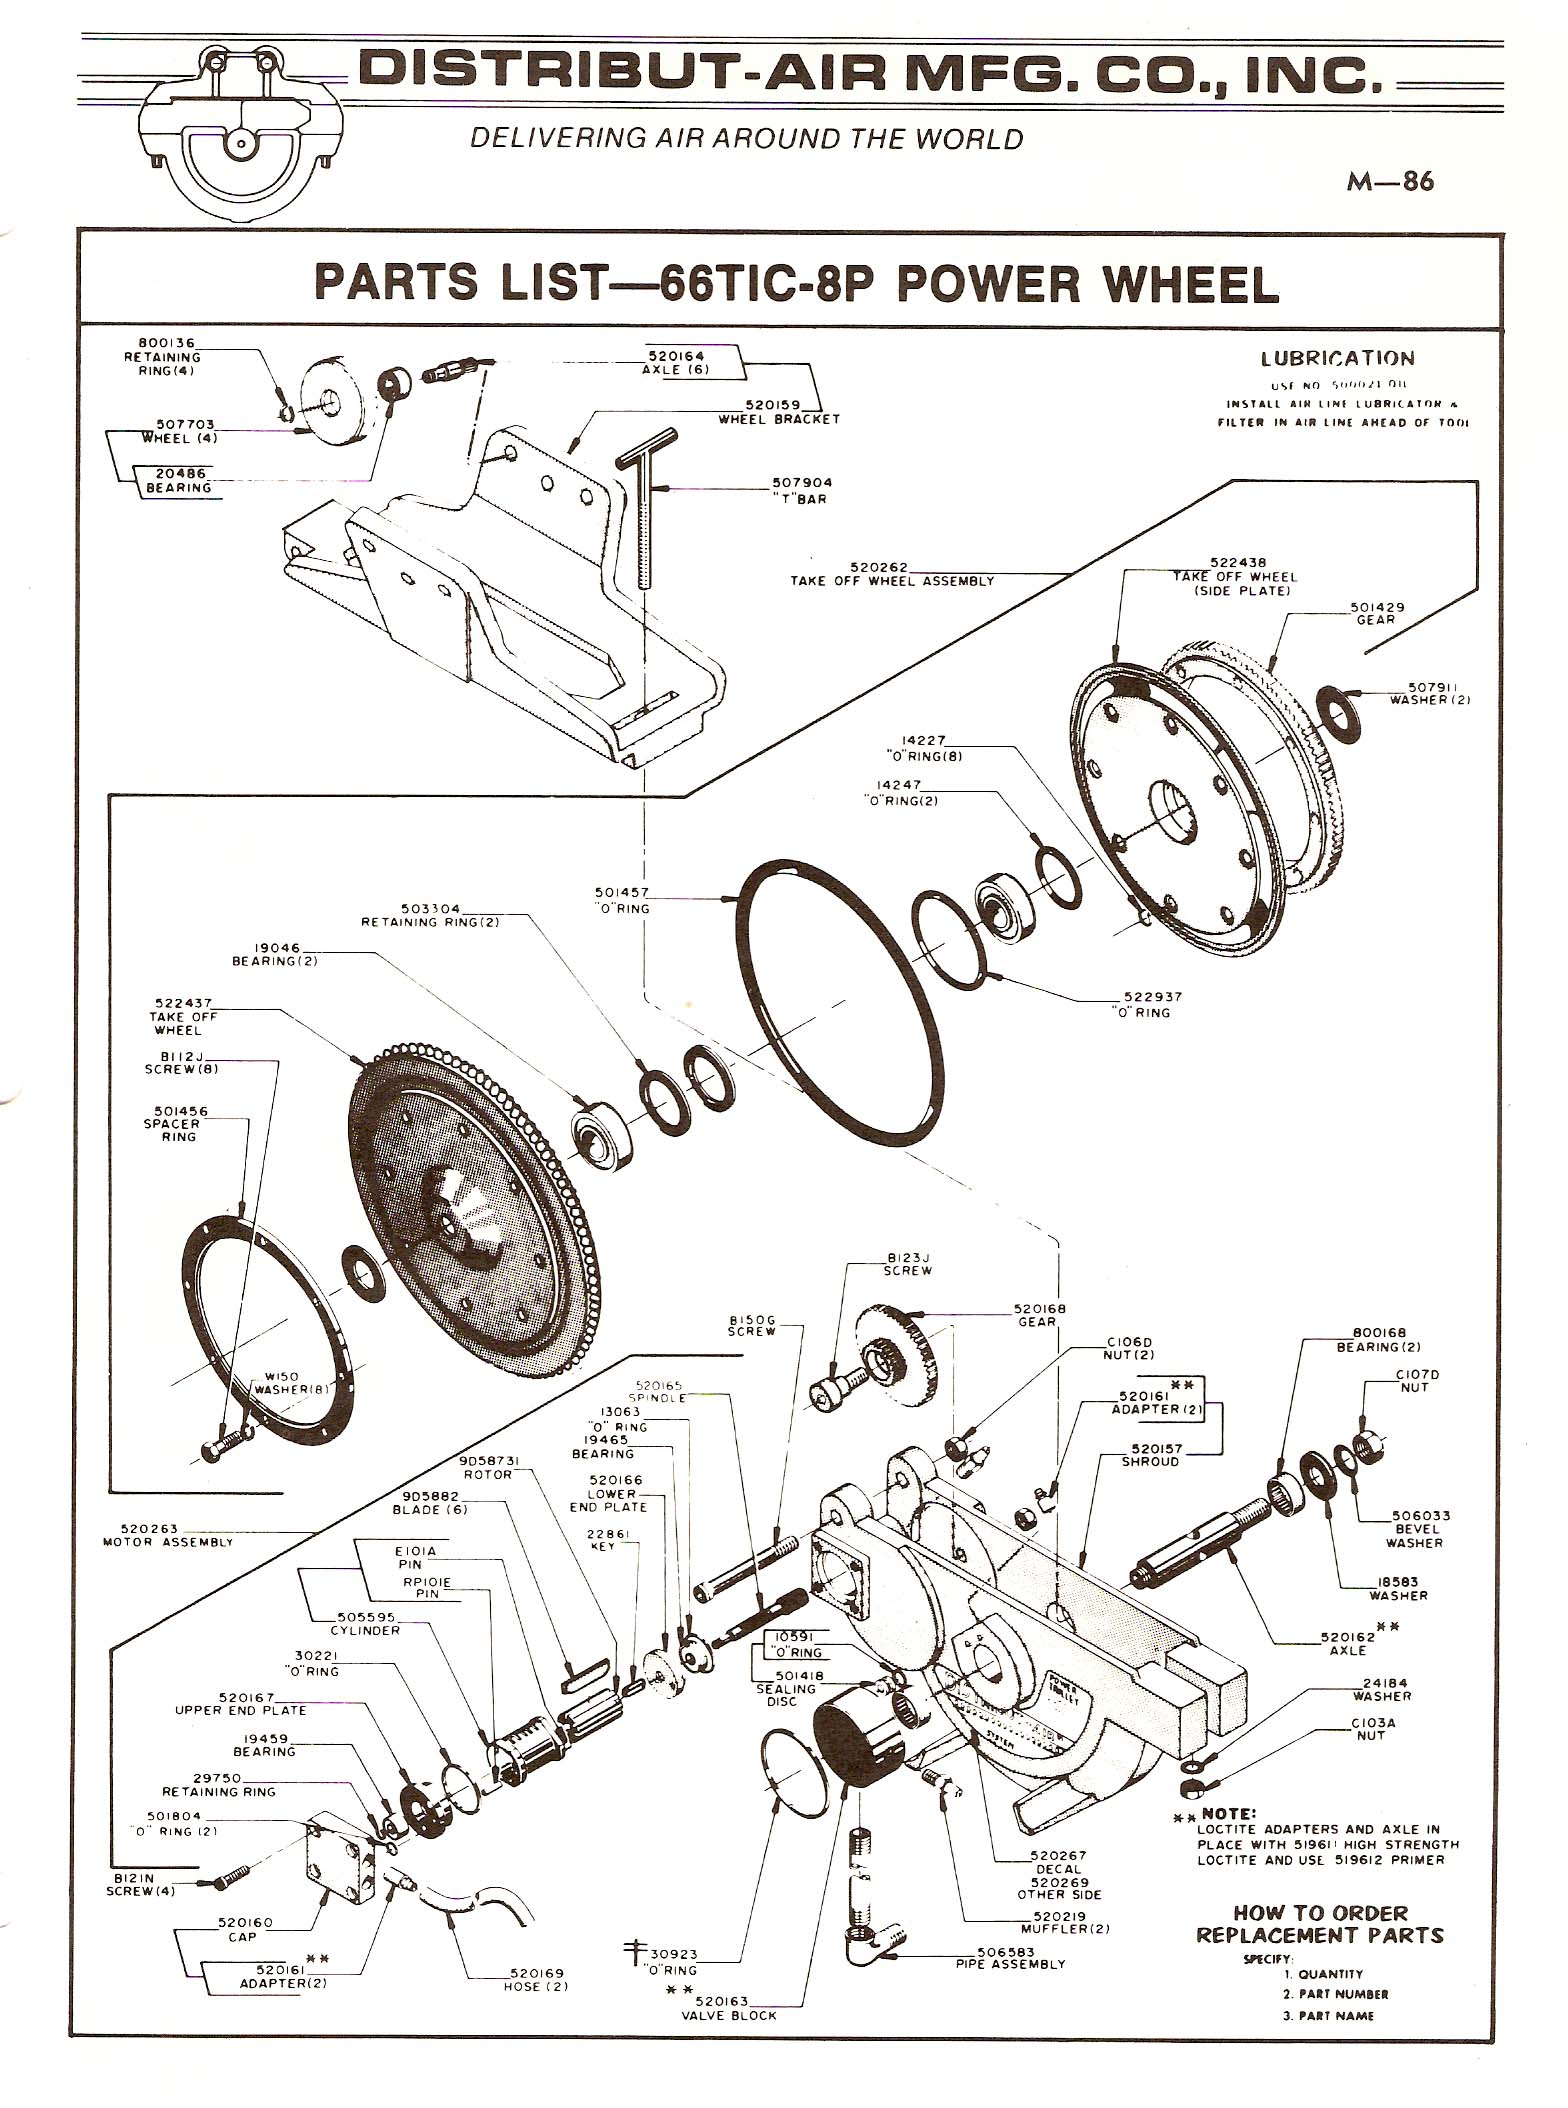 DISTRIBUT-AIR MFG. CO., INC.
DELIVERING AIR AROUND THE WORLD
M—86
PARTS LIST—66TIC-8P POWER WHEEL
800136
RETAINING
RING(4)
507703
WHEEL (4)
20486
BEARING
520164
AXLE (6)
520159
WHEEL BRACKET
507904
"T"BAR
LUBRICATION
USE NO. 500021 OIL
INSTALL AIR LINE LUBRICATOR &
FILTER IN AIR LINE AHEAD OF TOOL
520262
TAKE OFF WHEEL ASSEMBLY
522438
TAKE OFF WHEEL
(SIDE PLATE)
501429
GEAR
507911
WASHER(2)
14227
"O"RING(8)
14247
"O"RING(2)
501457
"O"RING
503304
RETAINING RING(2)
19046
BEARING(2)
522437
TAKE OFF
WHEEL
B112J
SCREW(8)
501456
SPACER
RING
522937
"O"RING
W150
WASHER(8)
B123J
SCREW
520168
GEAR
B150G
SCREW
C106D
NUT(2)
**
520161
ADAPTER(2)
520157
SHROUD
800168
BEARING(2)
C107D
NUT
506033
BEVEL
WASHER
18583
WASHER
520162**
AXLE
24184
WASHER
C103A
NUT
520165
SPINDLE
13063
"O" RING
19465
BEARING
520166
LOWER
END PLATE
22861
KEY
9D58731
ROTOR
9D5882
BLADE (6)
520263
MOTOR ASSEMBLY
E101A
PIN
RP101E
PIN
505595
CYLINDER
30221
"O"RING
520167
UPPER END PLATE
19459
BEARING
29750
RETAINING RING
501804
"O" RING (2)
B121N
SCREW(4)
520160
CAP
**
520161
ADAPTER(2)
520169
HOSE (2)
10591
"O"RING
501418
SEALING
DISC
POWER
SYSTEM
30923
"O"RING
**
520163
VALVE BLOCK
506583
PIPE ASSEMBLY
520267
DECAL
520269
OTHER SIDE
520219
MUFFLER(2)
** NOTE:
LOCTITE ADAPTERS AND AXLE IN
PLACE WITH 519611 HIGH STRENGTH
LOCTITE AND USE 519612 PRIMER
HOW TO ORDER
REPLACEMENT PARTS
SPECIFY:
1. QUANTITY
2. PART NUMBER
3. PART NAME